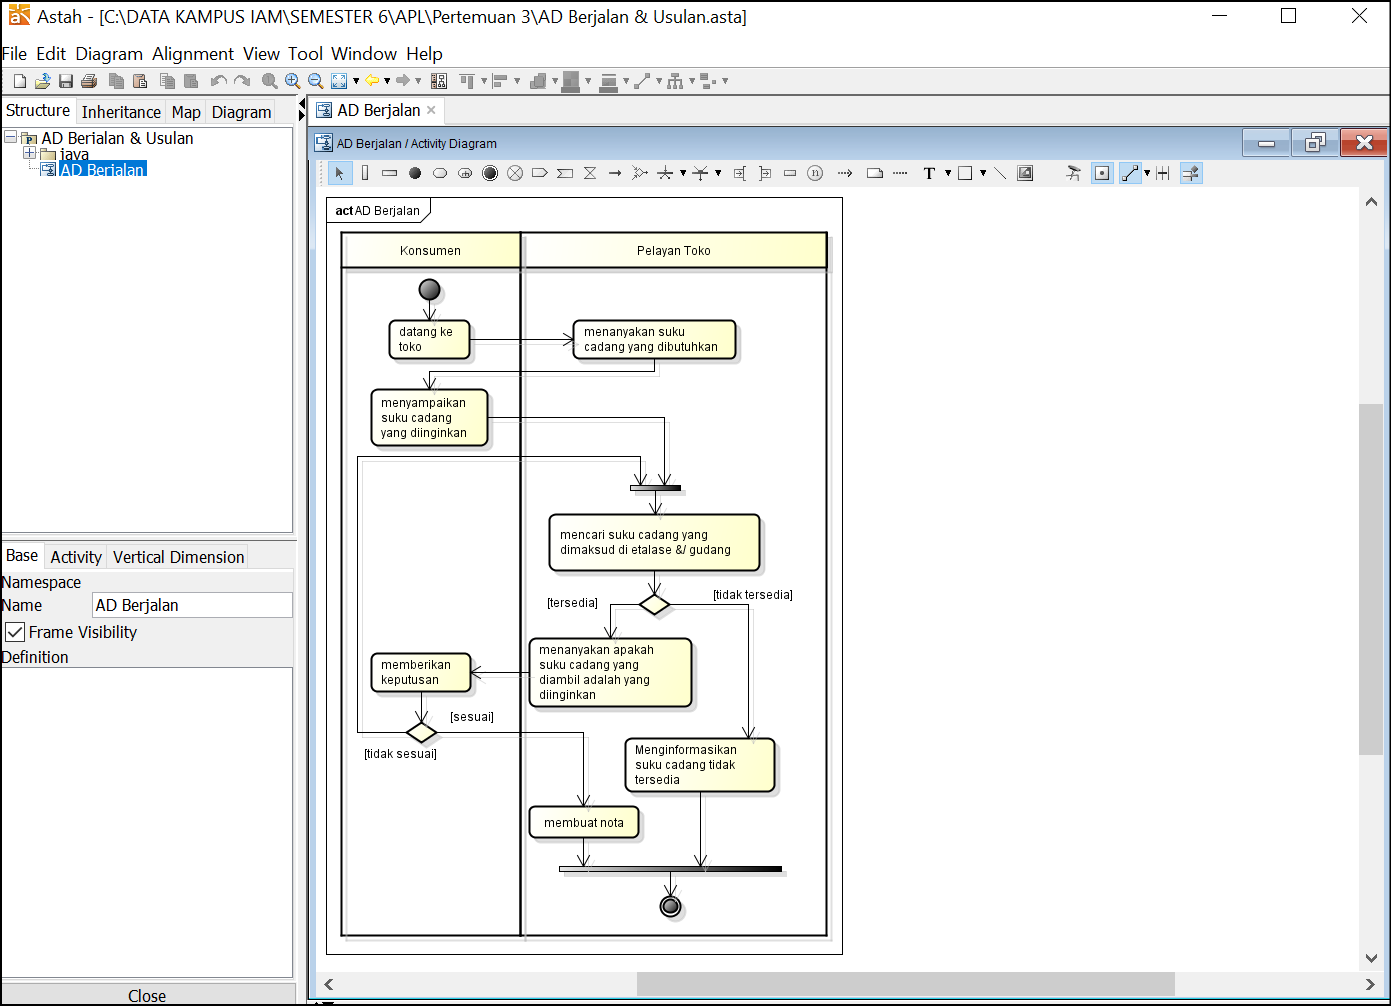 Astah - [C:\DATA KAMPUS IAM\SEMESTER 6\APL\Pertemuan 3\AD Berjalan & Usulan.asta]
File Edit Diagram Alignment View Tool Window Help
Structure Inheritance Map Diagram
AD Berjalan
AD Berjalan & Usulan
java
AD Berjalan
AD Berjalan / Activity Diagram
T
n
act AD Berjalan
Konsumen
Pelayan Toko
datang ke
toko
menanyakan suku
cadang yang dibutuhkan
menyampaikan
suku cadang
yang diinginkan
mencari suku cadang yang
dimaksud di etalase &/ gudang
[tersedia]
[tidak tersedia]
menanyakan apakah
suku cadang yang
diambil adalah yang
diinginkan
memberikan
keputusan
[sesuai]
[tidak sesuai]
Menginformasikan
suku cadang tidak
tersedia
membuat nota
Base Activity Vertical Dimension
Namespace
Name AD Berjalan
Frame Visibility
Definition
Close